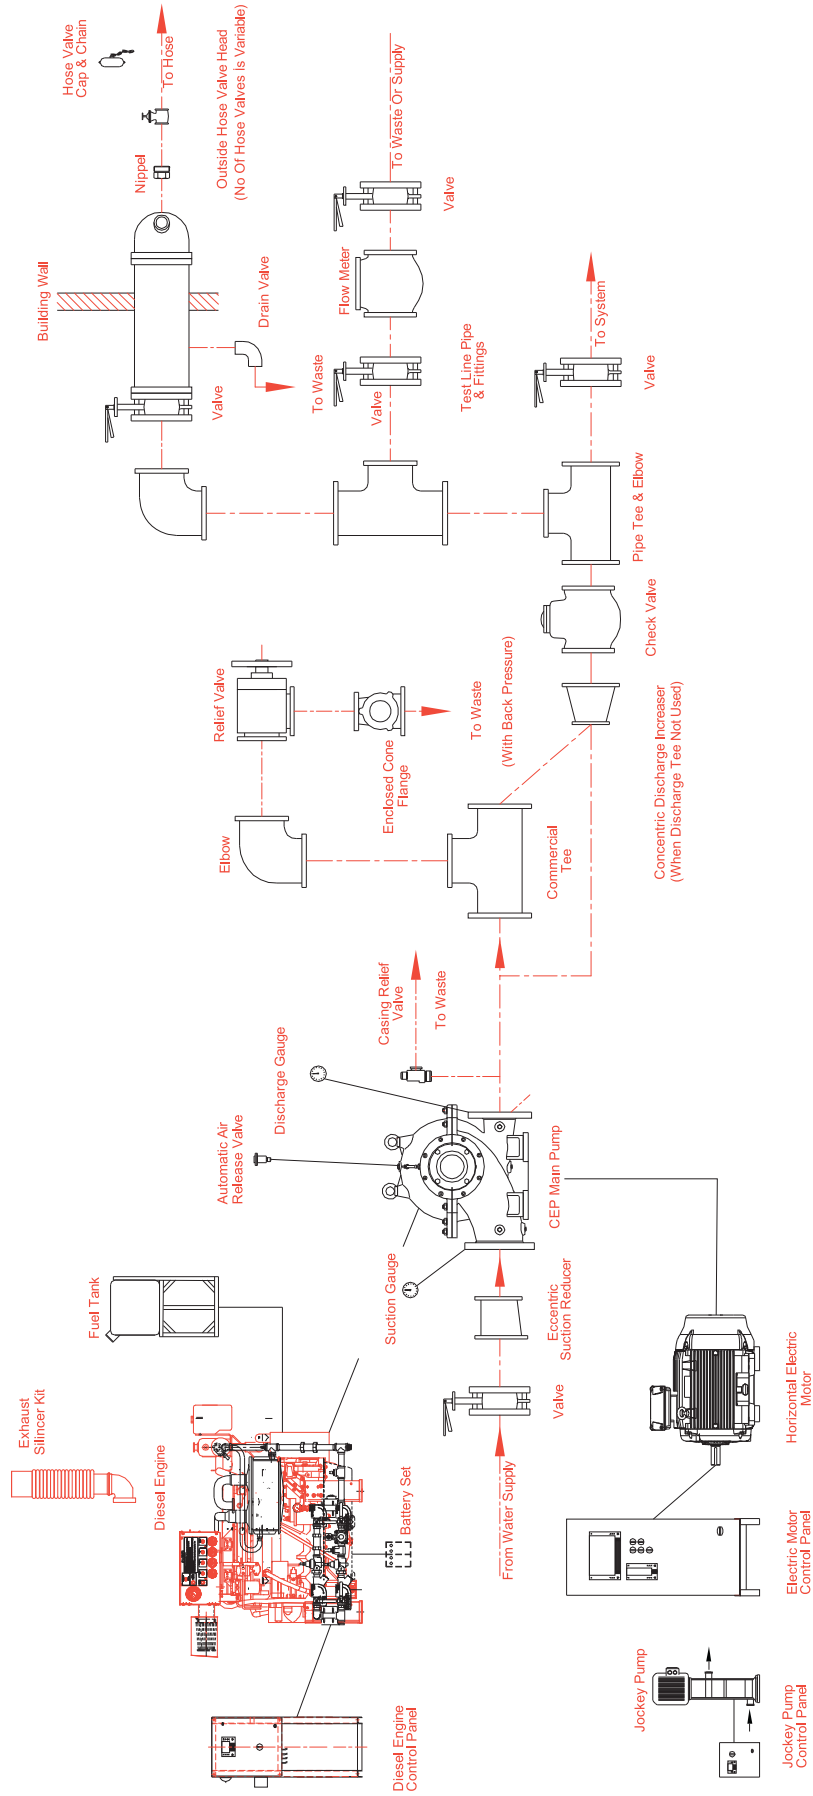 Hose Valve
Cap & Chain
To Hose
Nippel
Outside Hose Valve Head
(No Of Hose Valves Is Variable)
Building Wall
Drain Valve
Valve
To Waste
To Waste Or Supply
Valve
Flow Meter
Valve
Test Line Pipe
& Fittings
To System
Valve
Pipe Tee & Elbow
Check Valve
Relief Valve
Enclosed Cone
Flange
To Waste
(With Back Pressure)
Concentric Discharge Increaser
(When Discharge Tee Not Used)
Elbow
Commercial
Tee
Casing Relief
Valve
To Waste
Discharge Gauge
Automatic Air
Release Valve
CEP Main Pump
Suction Gauge
Eccentric
Suction Reducer
Valve
From Water Supply
Fuel Tank
Exhaust
Silincer Kit
Diesel Engine
Battery Set
Diesel Engine
Control Panel
Horizontal Electric
Motor
Electric Motor
Control Panel
Jockey Pump
Jockey Pump
Control Panel